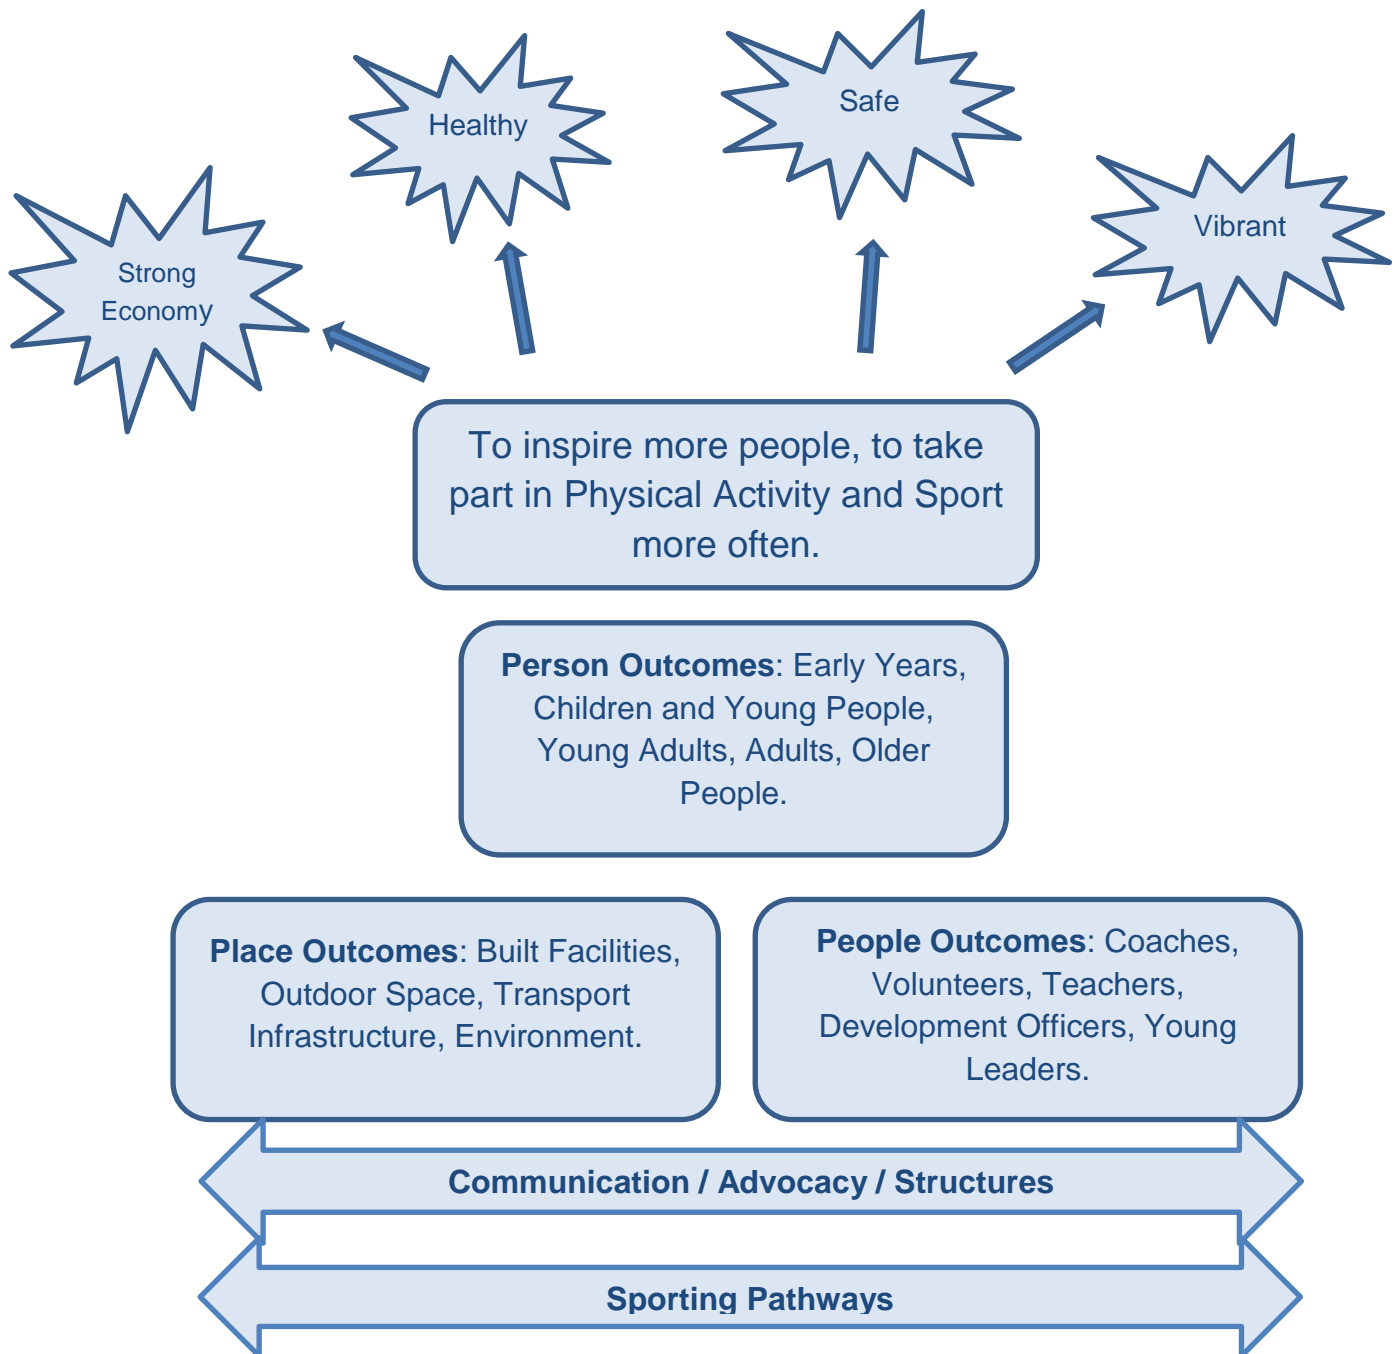 Healthy
Safe
Strong
Economy
Vibrant
To inspire more people, to take
part in Physical Activity and Sport
more often.
Person Outcomes: Early Years,
Children and Young People,
Young Adults, Adults, Older
People.
Place Outcomes: Built Facilities,
Outdoor Space, Transport
Infrastructure, Environment.
People Outcomes: Coaches,
Volunteers, Teachers,
Development Officers, Young
Leaders.
Communication / Advocacy / Structures
Sporting Pathways